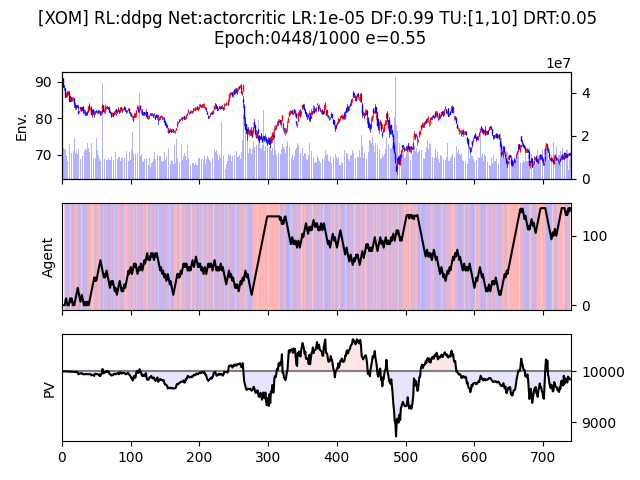 [XOM] RL:ddpg Net:actorcritic LR:1e-05 DF:0.99 TU:[1,10] DRT:0.05
Epoch:0448/1000 e=0.55
1e7
90
80
70
Env.
4
2
0
Agent
100
0
PV
10000
9000
0 100 200 300 400 500 600 700